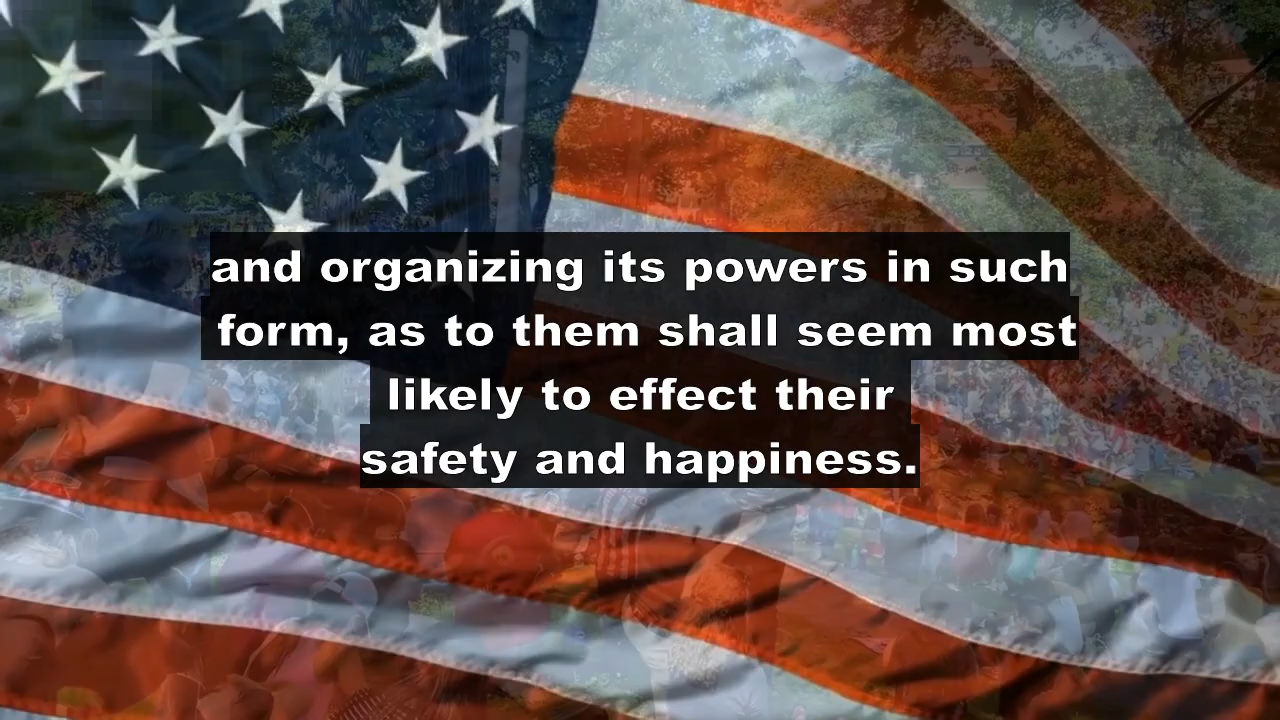 and organizing its powers in such
form, as to them shall seem most
likely to effect their
safety and happiness.